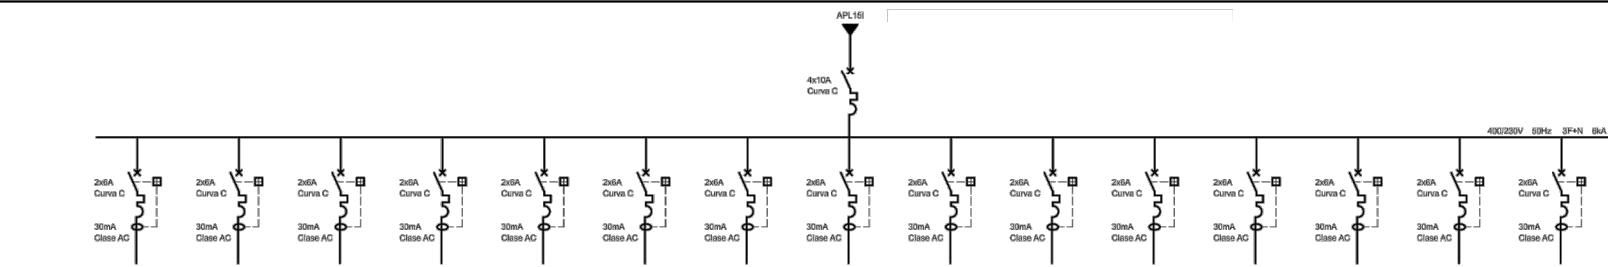 APL15I
4x10A
Curva C
400/230V 50Hz 3F+N 6kA
2x6A 2x6A 2x6A 2x6A 2x6A 2x6A 2x6A 2x6A 2x6A 2x6A 2x6A 2x6A 2x6A 2x6A 2x6A
Curva C Curva C Curva C Curva C Curva C Curva C Curva C Curva C Curva C Curva C Curva C Curva C Curva C Curva C Curva C
30mA 30mA 30mA 30mA 30mA 30mA 30mA 30mA 30mA 30mA 30mA 30mA 30mA 30mA 30mA
Clase AC Clase AC Clase AC Clase AC Clase AC Clase AC Clase AC Clase AC Clase AC Clase AC Clase AC Clase AC Clase AC Clase AC Clase AC